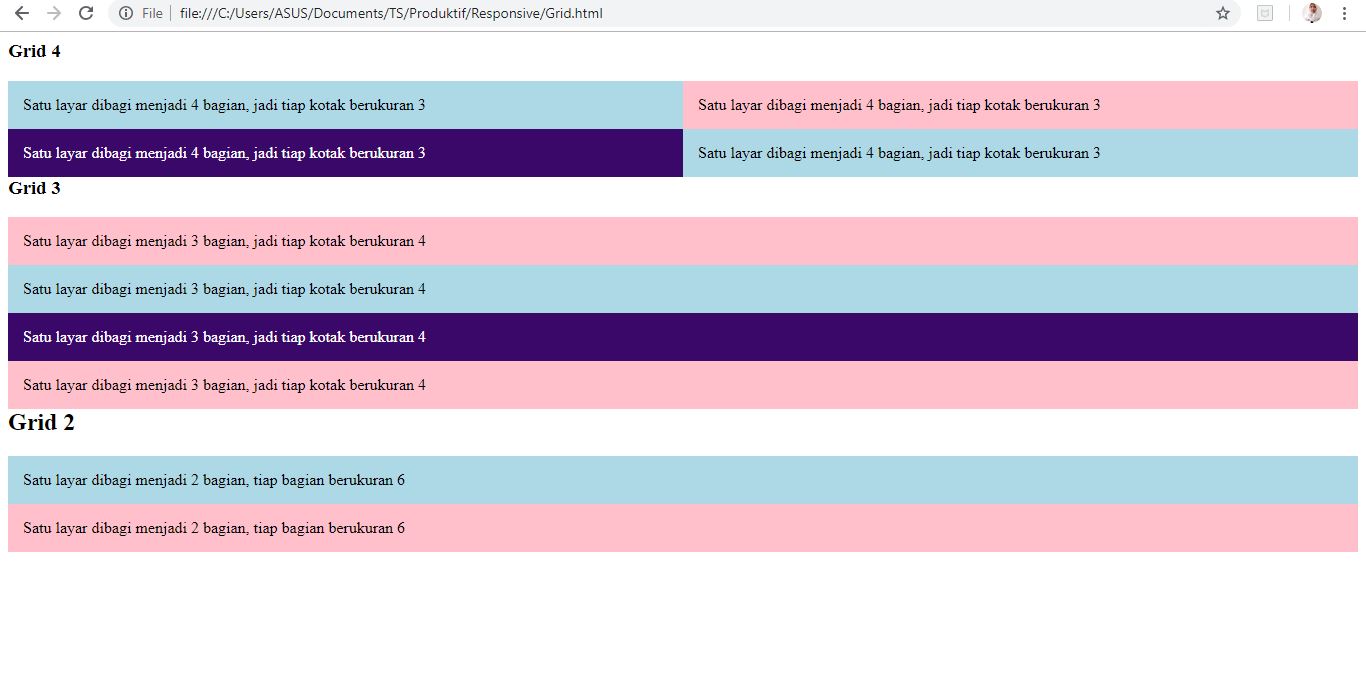 File file:///C:/Users/ASUS/Documents/TS/Produktif/Responsive/Grid.html
Grid 4
Satu layar dibagi menjadi 4 bagian, jadi tiap kotak berukuran 3
Satu layar dibagi menjadi 4 bagian, jadi tiap kotak berukuran 3
Satu layar dibagi menjadi 4 bagian, jadi tiap kotak berukuran 3
Satu layar dibagi menjadi 4 bagian, jadi tiap kotak berukuran 3
Grid 3
Satu layar dibagi menjadi 3 bagian, jadi tiap kotak berukuran 4
Satu layar dibagi menjadi 3 bagian, jadi tiap kotak berukuran 4
Satu layar dibagi menjadi 3 bagian, jadi tiap kotak berukuran 4
Satu layar dibagi menjadi 3 bagian, jadi tiap kotak berukuran 4
Grid 2
Satu layar dibagi menjadi 2 bagian, tiap bagian berukuran 6
Satu layar dibagi menjadi 2 bagian, tiap bagian berukuran 6